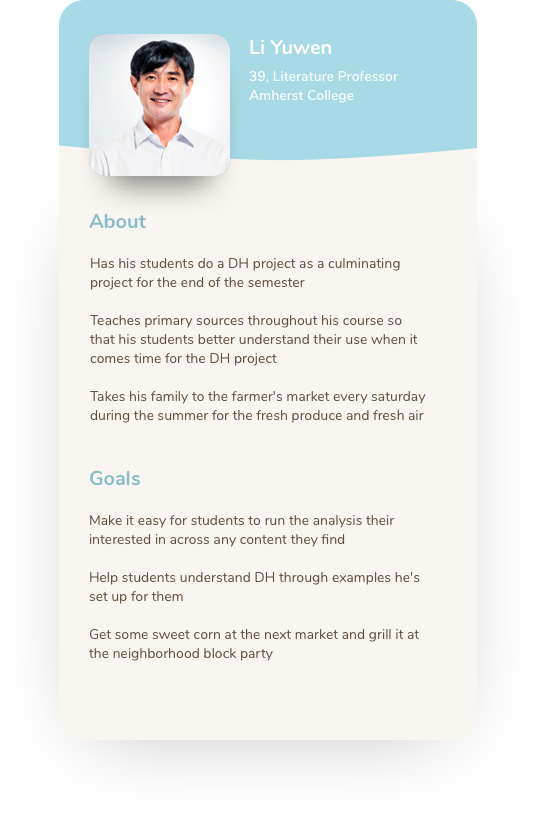 Li Yuwen
39, Literature Professor
Amherst College
About
Has his students do a DH project as a culminating
project for the end of the semester
Teaches primary sources throughout his course so
that his students better understand their use when it
comes time for the DH project
Takes his family to the farmer's market every saturday
during the summer for the fresh produce and fresh air
Goals
Make it easy for students to run the analysis their
interested in across any content they find
Help students understand DH through examples he's
set up for them
Get some sweet corn at the next market and grill it at
the neighborhood block party